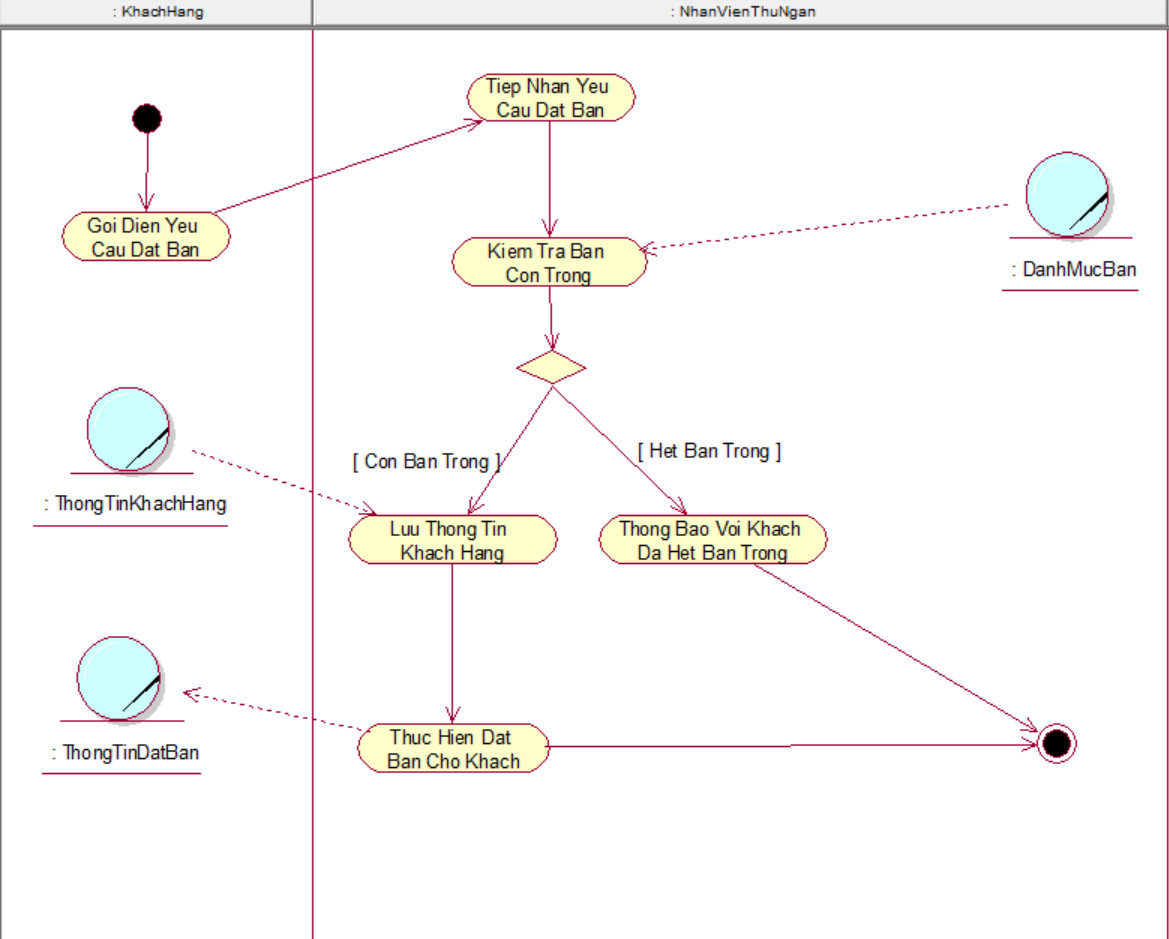 : KhachHang
: NhanVienThuNgan
Tiep Nhan Yeu
Cau Dat Ban
Goi Dien Yeu
Cau Dat Ban
Kiem Tra Ban
Con Trong
: DanhMucBan
[ Con Ban Trong ]
[ Het Ban Trong ]
: ThongTinKhachHang
Luu Thong Tin
Khach Hang
Thong Bao Voi Khach
Da Het Ban Trong
: ThongTinDatBan
Thuc Hien Dat
Ban Cho Khach